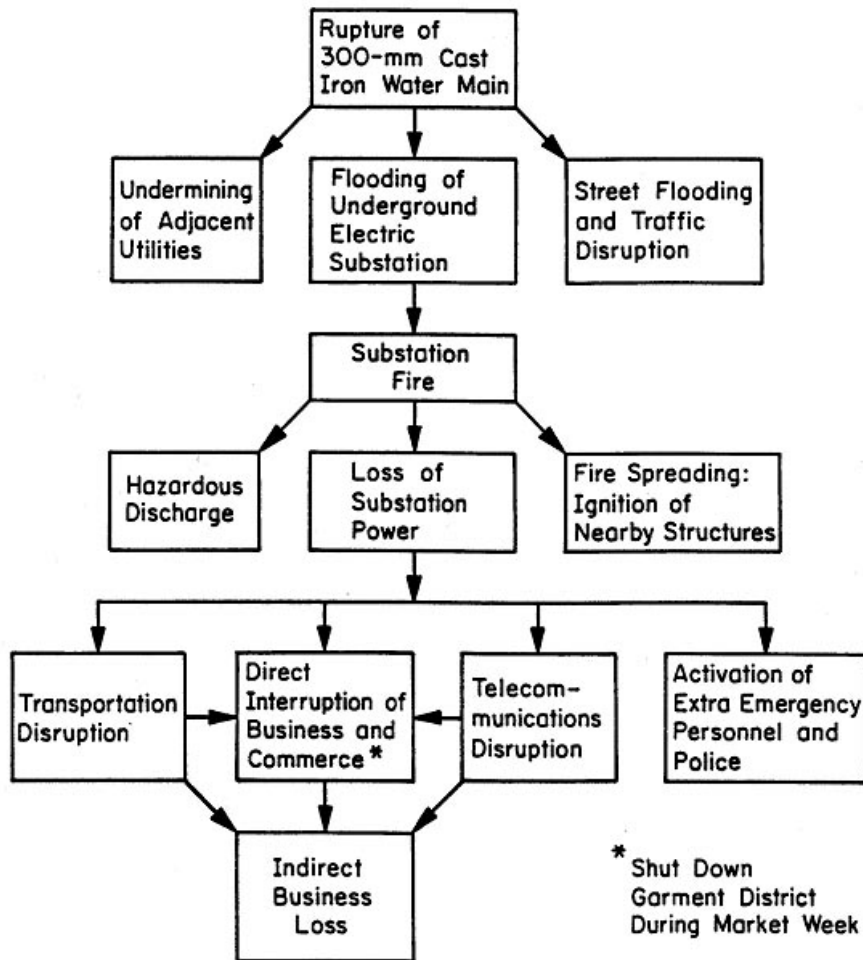 Rupture of
300-mm Cast
Iron Water Main
Undermining
of Adjacent
Utilities
Flooding of
Underground
Electric
Substation
Street Flooding
and Traffic
Disruption
Substation
Fire
Hazardous
Discharge
Loss of
Substation
Power
Fire Spreading:
Ignition of
Nearby Structures
Transportation
Disruption
Direct
Interruption of
Business and
Commerce*
Telecom-
munications
Disruption
Activation of
Extra Emergency
Personnel and
Police
Indirect
Business
Loss
* Shut Down
Garment District
During Market Week